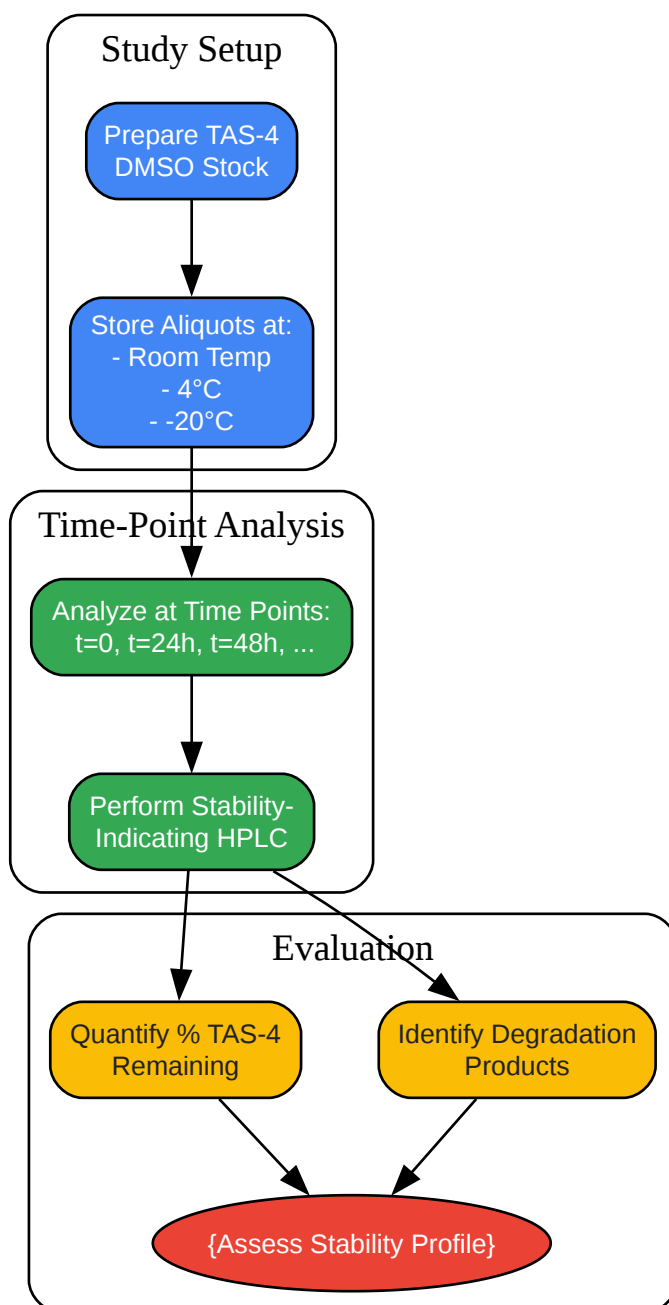 Study Setup
Prepare TAS-4
DMSO Stock
Store Aliquots at:
- Room Temp
- 4°C
- -20°C
Time-Point Analysis
Analyze at Time Points:
t=0, t=24h, t=48h, ...
Perform Stability-
Indicating HPLC
Evaluation
Quantify % TAS-4
Remaining
Identify Degradation
Products
{Assess Stability Profile}